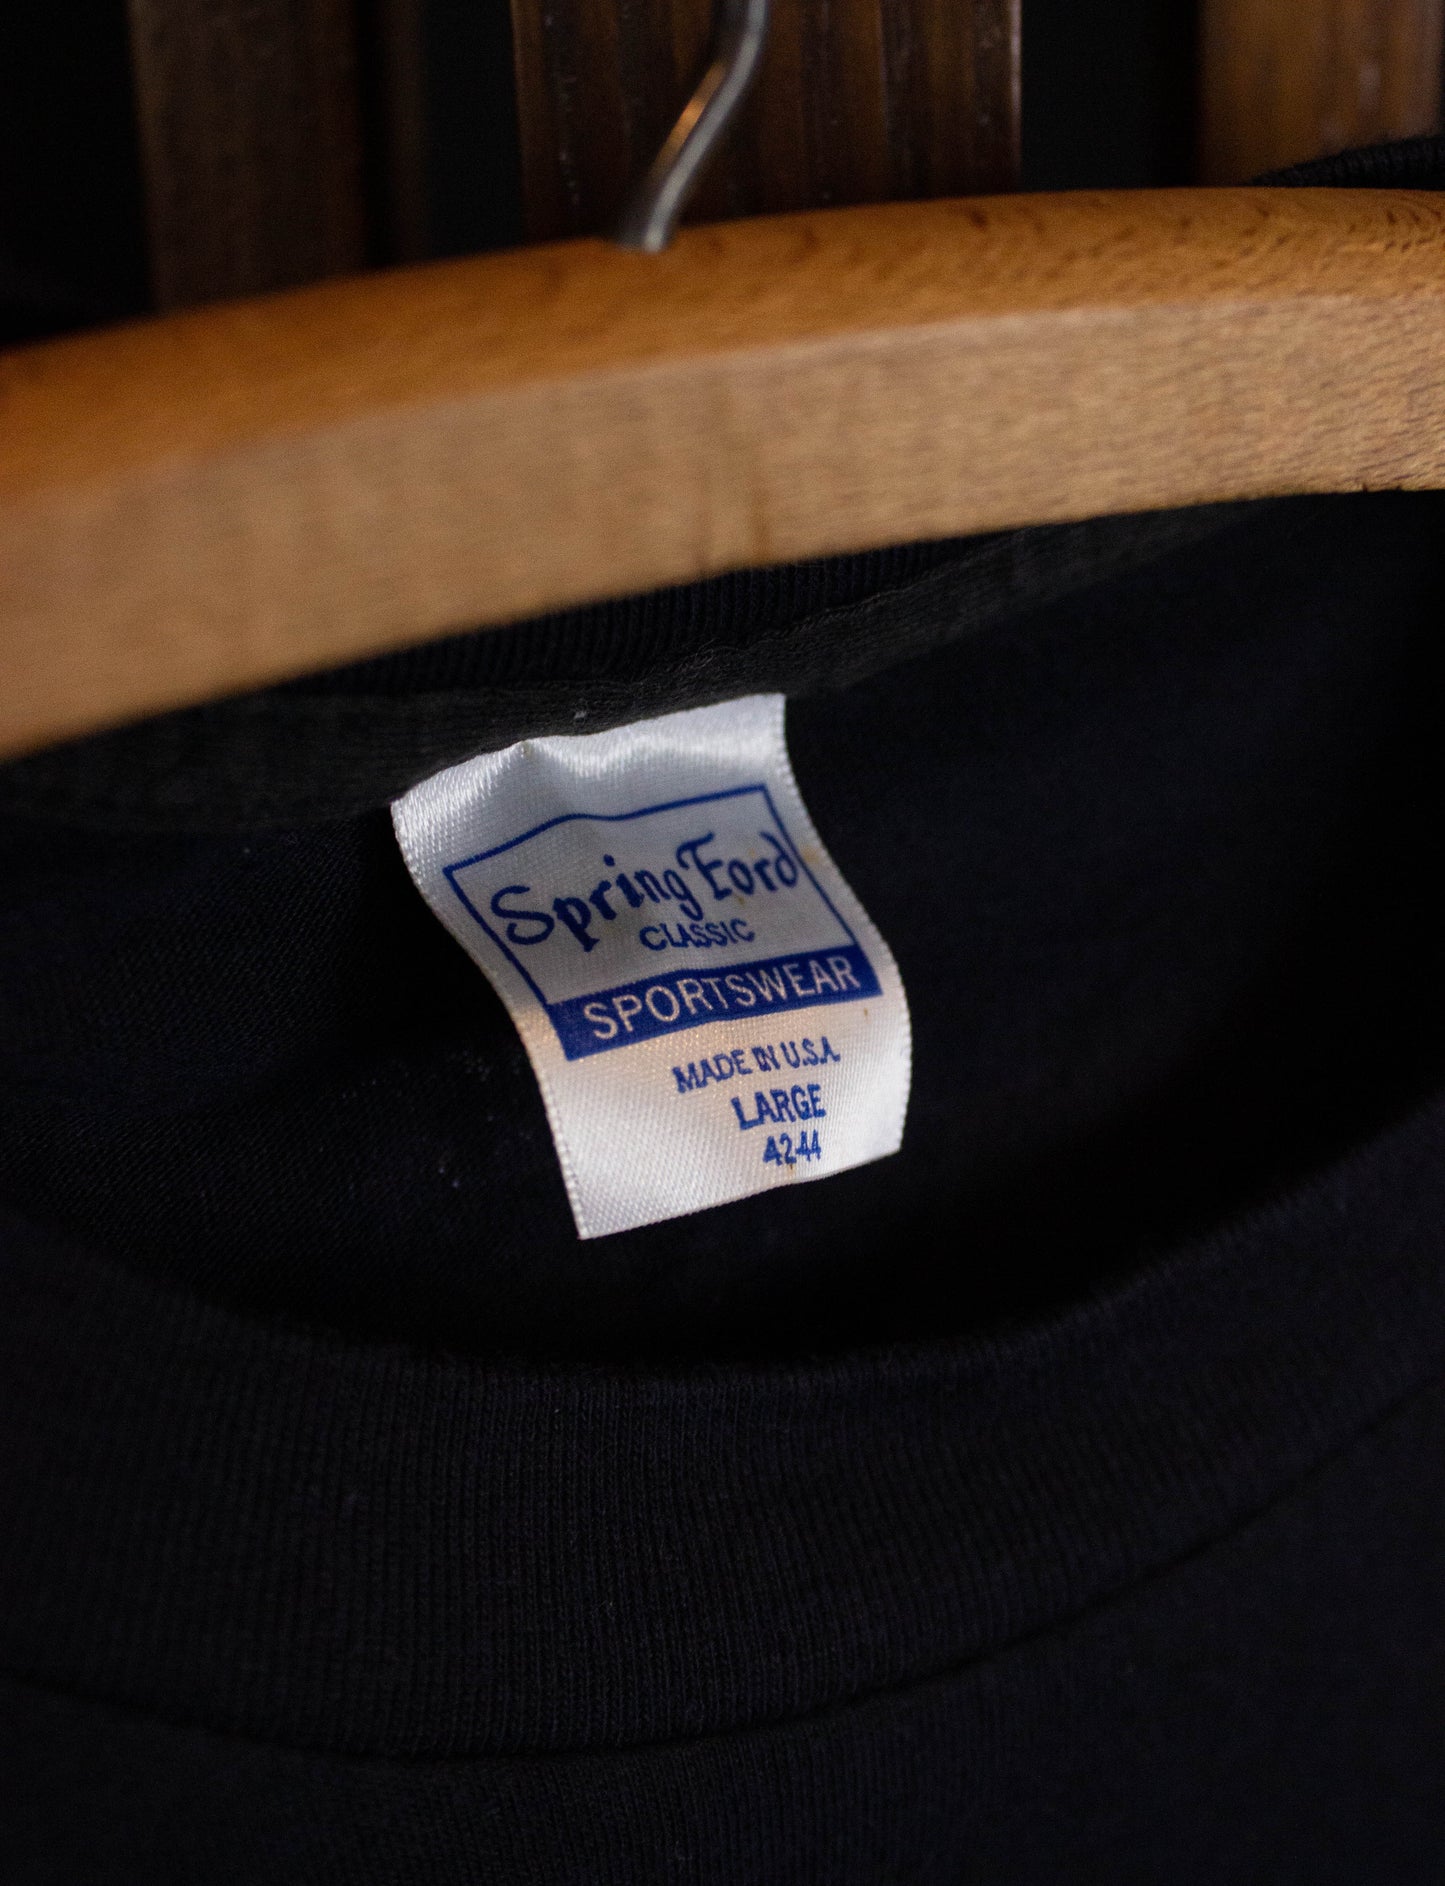 Spring Ford
CLASSIC
SPORTSWEAR
MADE IN U.S.A.
LARGE
42-44